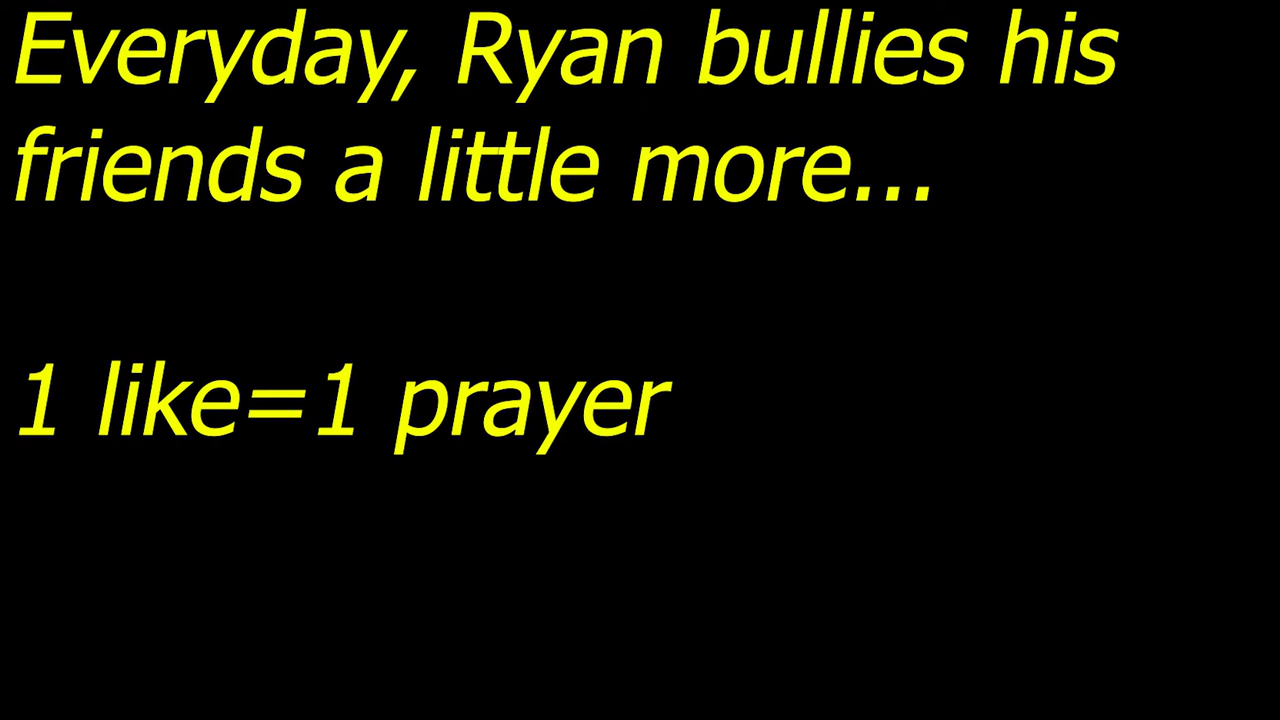 Everyday, Ryan bullies his
friends a little more...
1 like=1 prayer